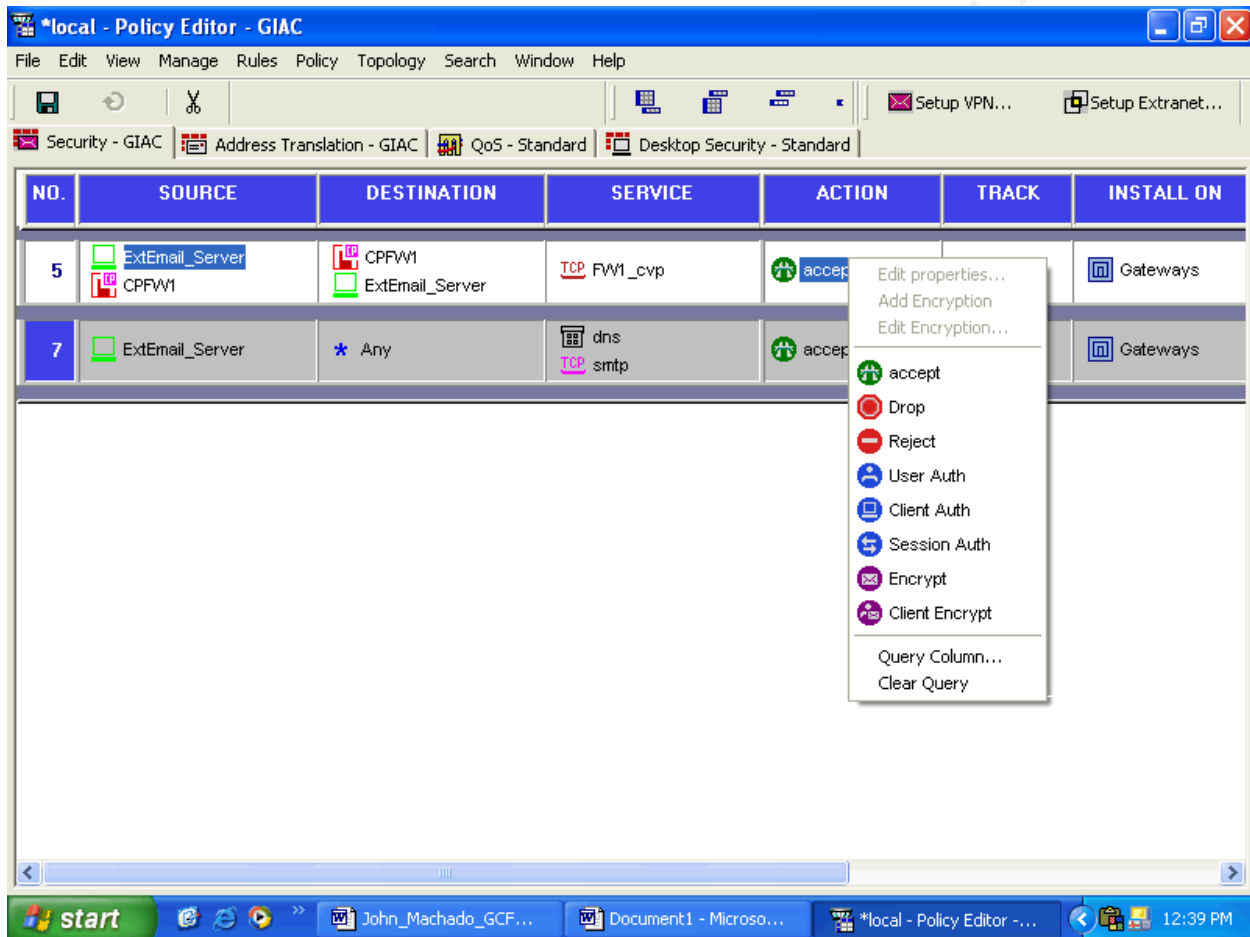 *local - Policy Editor - GIAC
File Edit View Manage Rules Policy Topology Search Window Help
Setup VPN... Setup Extranet...
Security - GIAC Address Translation - GIAC QoS - Standard Desktop Security - Standard
NO. SOURCE DESTINATION SERVICE ACTION TRACK INSTALL ON
5 ExtEmail_Server CPFW1 TCP FW1_cvp accep Gateways
CPFW1 ExtEmail_Server
7 ExtEmail_Server * Any dns accep Gateways
TCP smtp
Edit properties...
Add Encryption
Edit Encryption...
accept
Drop
Reject
User Auth
Client Auth
Session Auth
Encrypt
Client Encrypt
Query Column...
Clear Query
start John_Machado_GCF... Document1 - Microso... *local - Policy Editor -... 12:39 PM